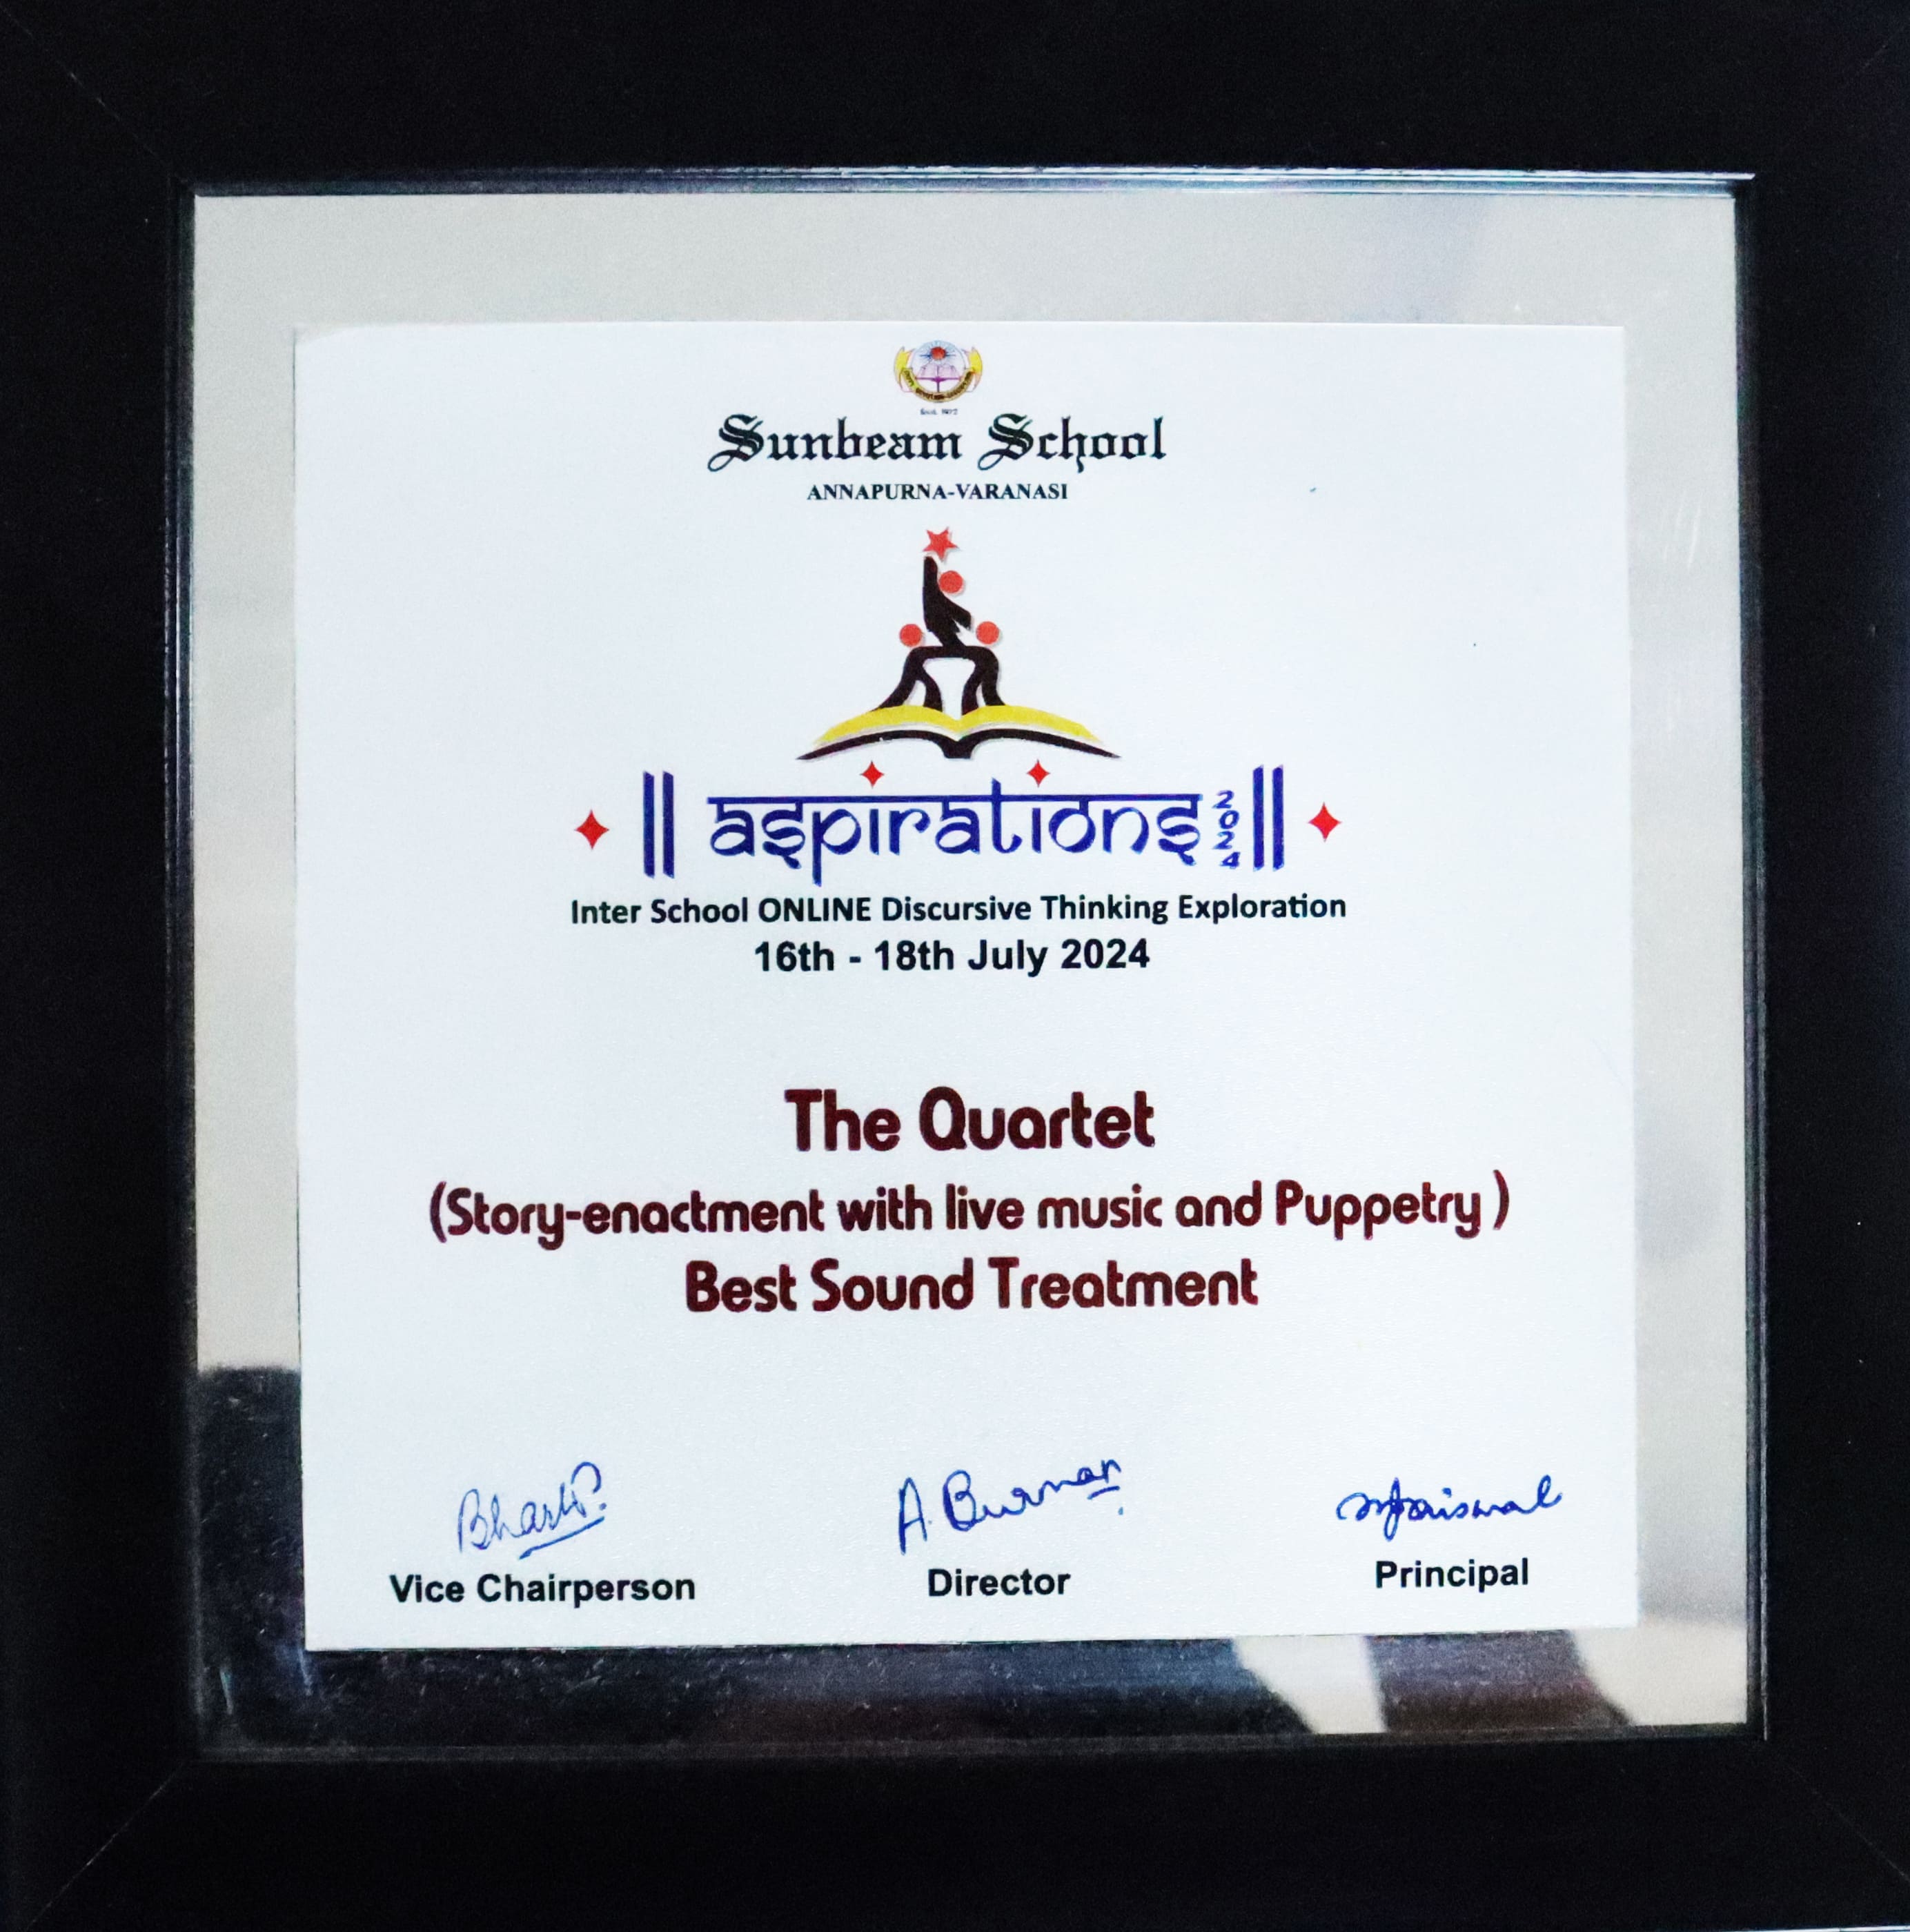 Sunbeam School
ANNAPURNA-VARANASI
|| aspirations 2024 ||
Inter School ONLINE Discursive Thinking Exploration
16th - 18th July 2024
The Quartet
(Story-enactment with live music and Puppetry )
Best Sound Treatment
A. Burman
Vice Chairperson
Director
Principal